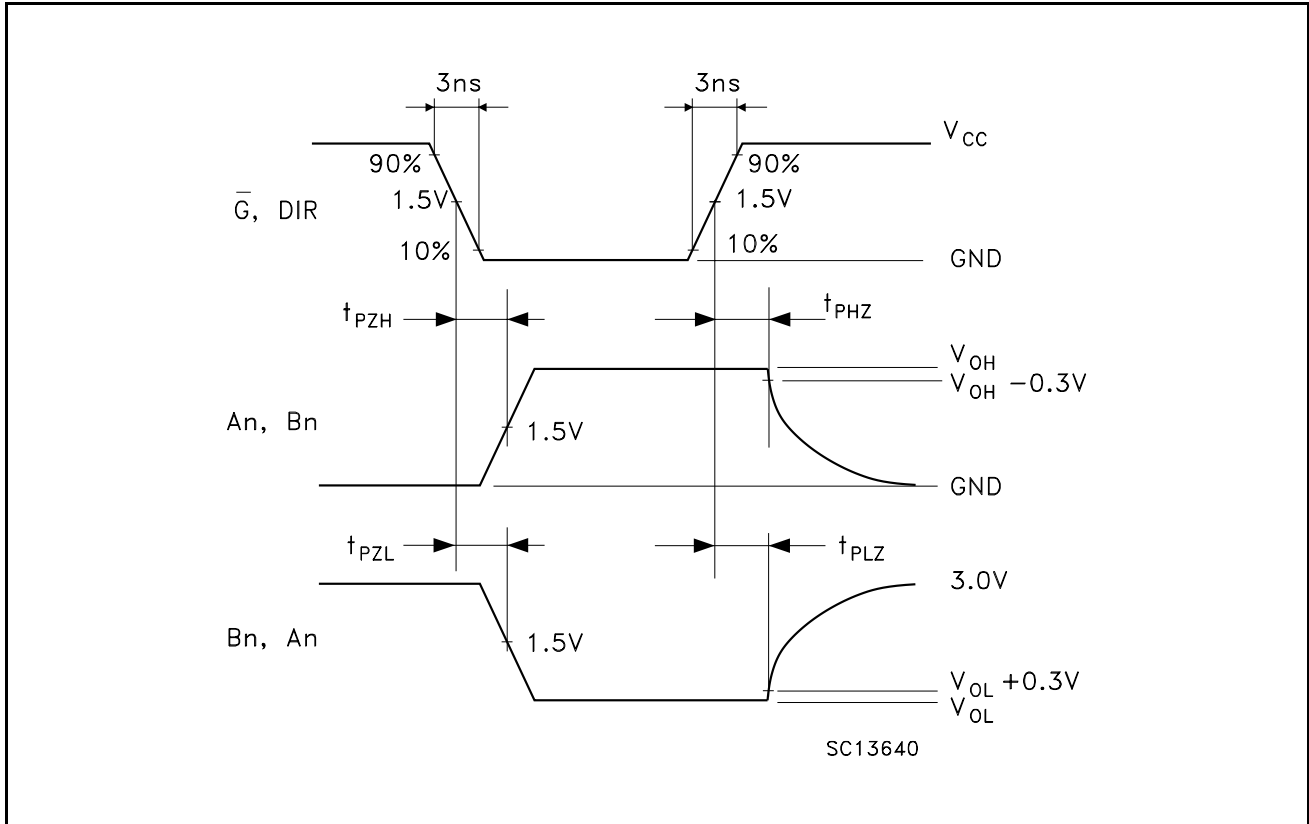 3ns 3ns
V_CC
90% 90%
1.5V 1.5V
G̅, DIR
10% 10%
GND
t_PZH t_PHZ
V_OH
V_OH −0.3V
An, Bn
1.5V
GND
t_PZL t_PLZ
3.0V
Bn, An
1.5V
V_OL +0.3V
V_OL
SC13640